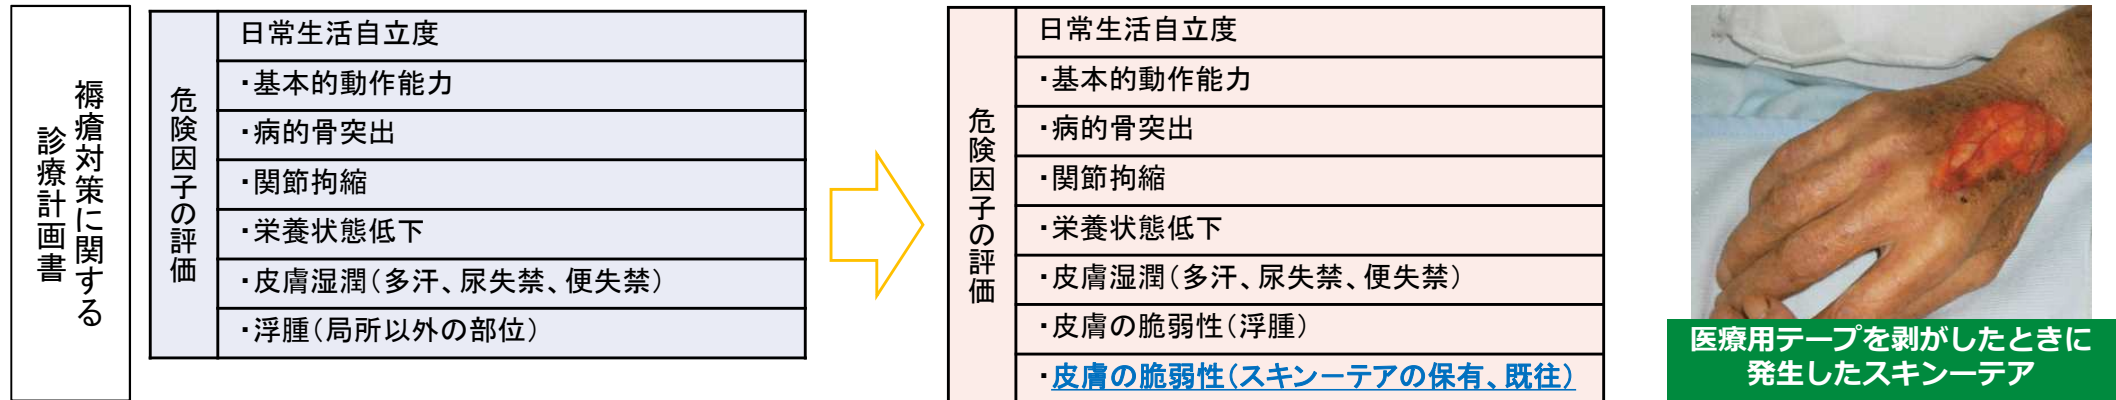 褥瘡対策に関する
診療計画書
危険因子の評価
日常生活自立度
・基本的動作能力
・病的骨突出
・関節拘縮
・栄養状態低下
・皮膚湿潤(多汗、尿失禁、便失禁)
・浮腫(局所以外の部位)
危険因子の評価
日常生活自立度
・基本的動作能力
・病的骨突出
・関節拘縮
・栄養状態低下
・皮膚湿潤(多汗、尿失禁、便失禁)
・皮膚の脆弱性(浮腫)
・皮膚の脆弱性(スキンーテアの保有、既往)
医療用テープを剥がしたときに
発生したスキンーテア